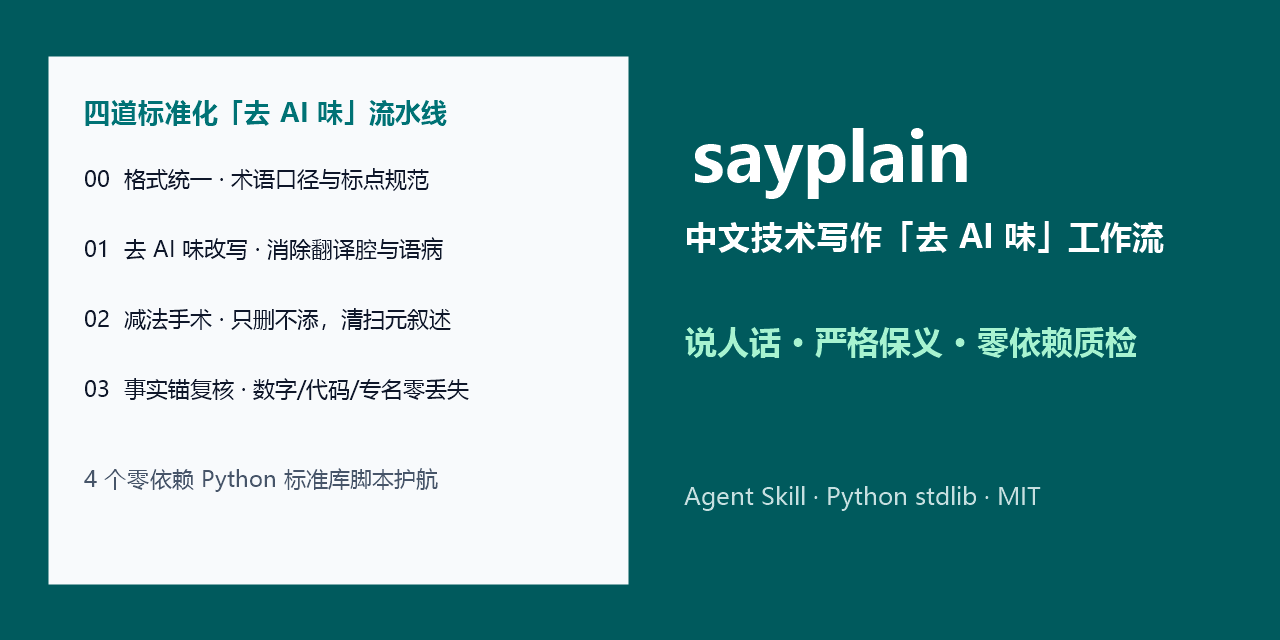 四道标准化「去 AI 味」流水线
00 格式统一 · 术语口径与标点规范
01 去 AI 味改写 · 消除翻译腔与语病
02 减法手术 · 只删不添，清扫元叙述
03 事实锚复核 · 数字/代码/专名零丢失
4 个零依赖 Python 标准库脚本护航
sayplain
中文技术写作「去 AI 味」工作流
说人话 · 严格保义 · 零依赖质检
Agent Skill · Python stdlib · MIT